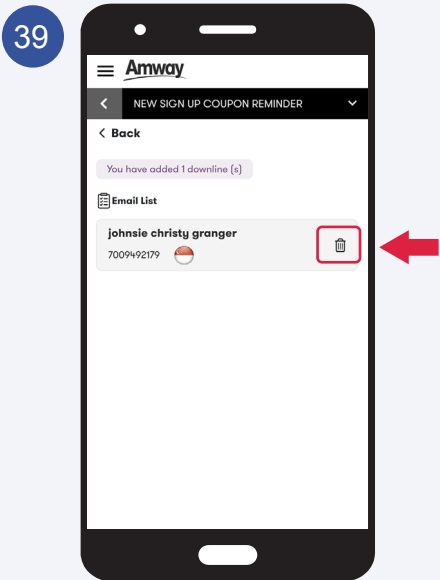 39
Amway
NEW SIGN UP COUPON REMINDER
Back
You have added 1 downline (s)
Email List
johnsie christy granger
7009492179